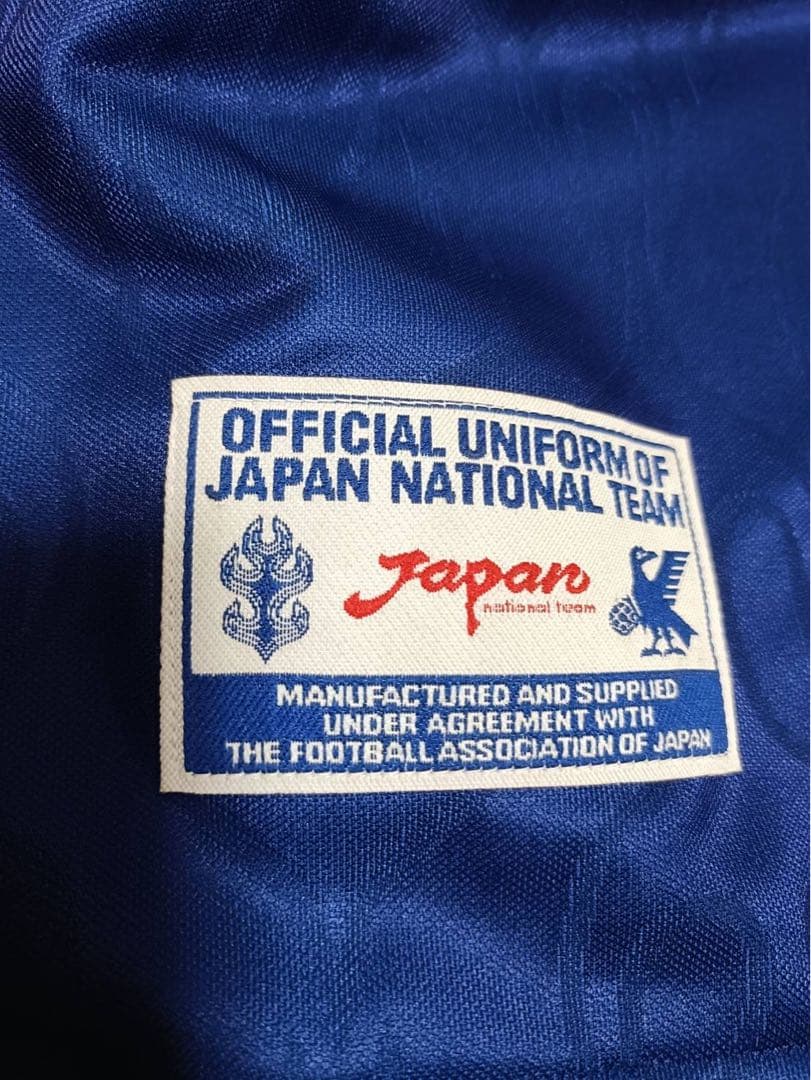 OFFICIAL UNIFORM OF
JAPAN NATIONAL TEAM
Japan
national team
MANUFACTURED AND SUPPLIED
UNDER AGREEMENT WITH
THE FOOTBALL ASSOCIATION OF JAPAN